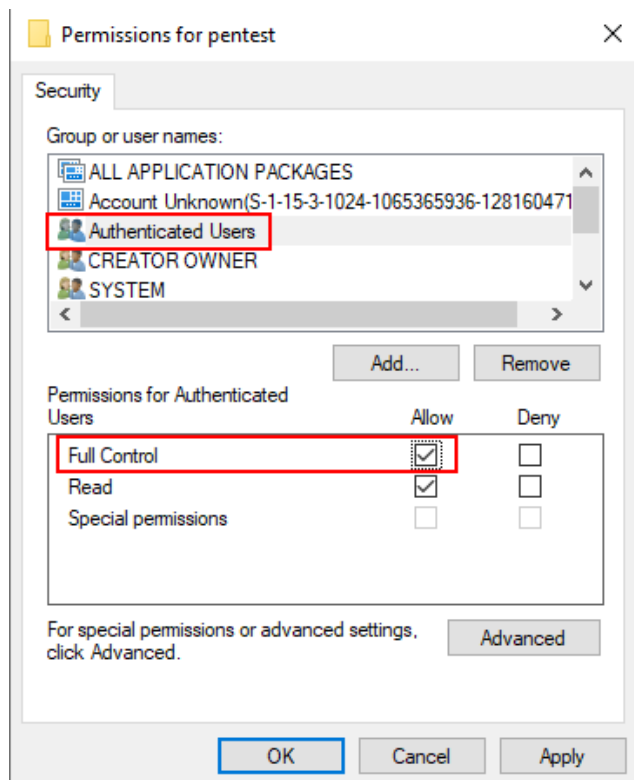 Permissions for pentest
Security
Group or user names:
ALL APPLICATION PACKAGES
Account Unknown(S-1-15-3-1024-1065365936-128160471
Authenticated Users
CREATOR OWNER
SYSTEM
Add... Remove
Permissions for Authenticated
Users Allow Deny
Full Control
Read
Special permissions
For special permissions or advanced settings,
click Advanced.
Advanced
OK Cancel Apply